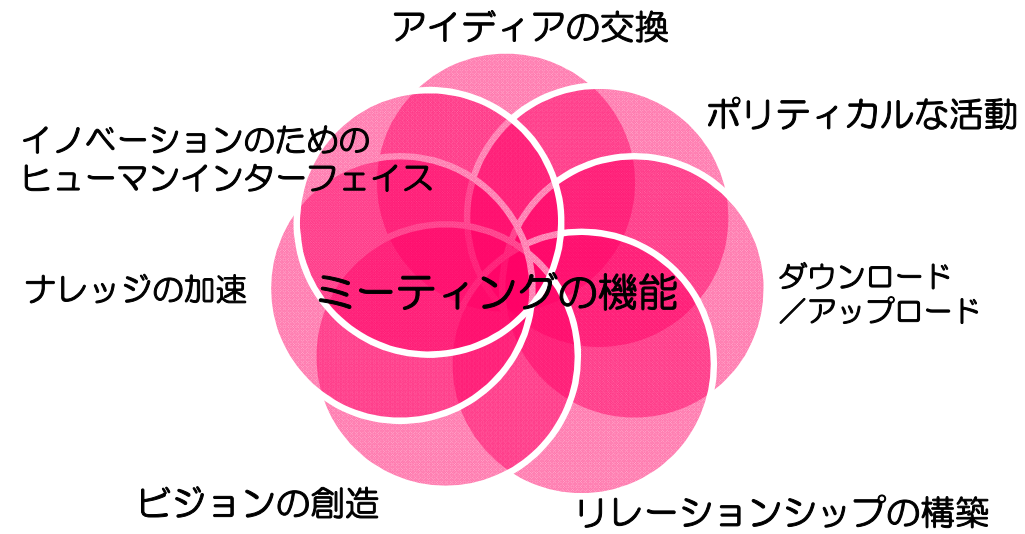 アイディアの交換
ポリティカルな活動
イノベーションのための
ヒューマンインターフェイス
ナレッジの加速
ミーティングの機能
ダウンロード
／アップロード
ビジョンの創造
リレーションシップの構築